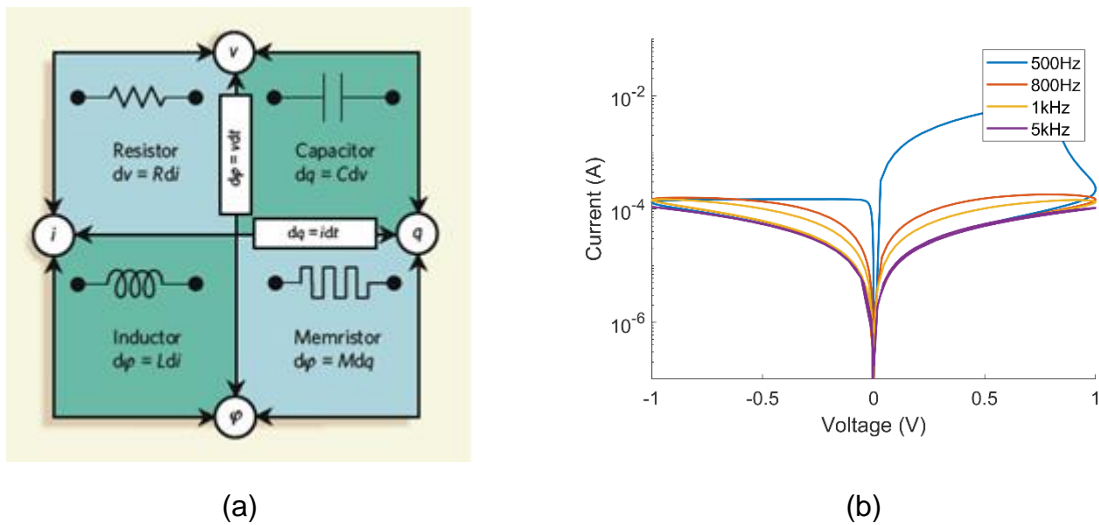 v
Resistor
dv = Rdi
Capacitor
dq = Cdv
dφ = vdt
i
dq = idt
q
Inductor
dφ = Ldi
Memristor
dφ = Mdq
φ
(a)
500Hz
800Hz
1kHz
5kHz
10^-2
10^-4
10^-6
Current (A)
-1
-0.5
0
0.5
1
Voltage (V)
(b)